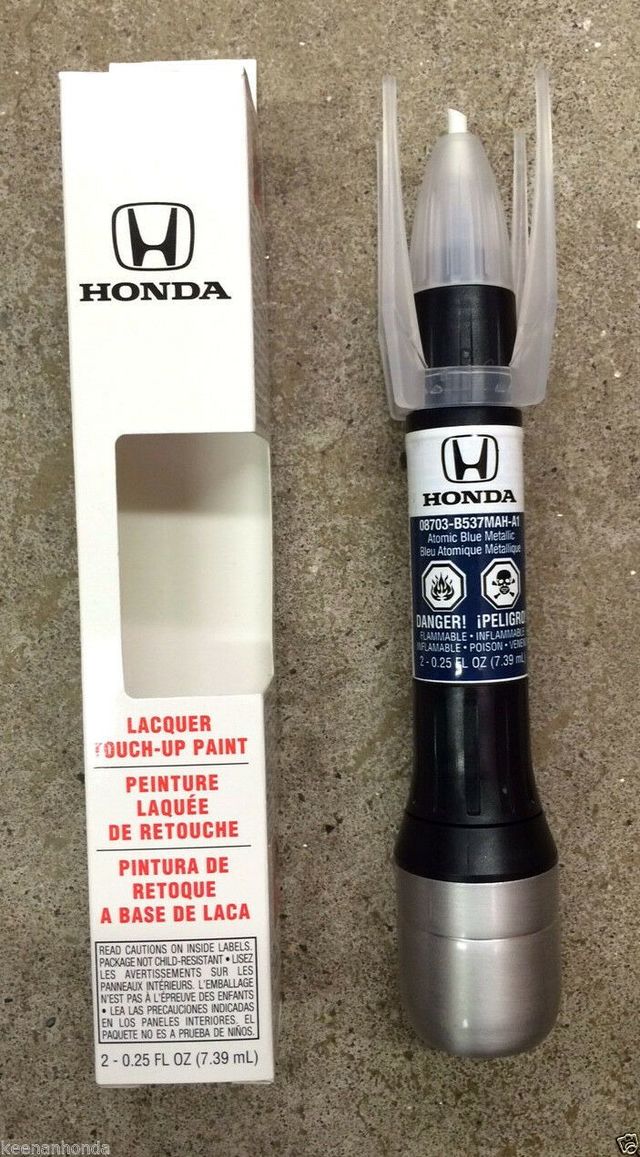 HONDA
LACQUER
TOUCH-UP PAINT
PEINTURE
LAQUÉE
DE RETOUCHE
PINTURA DE
RETOQUE
A BASE DE LACA
READ CAUTIONS ON INSIDE LABELS.
PACKAGE NOT CHILD-RESISTANT • LISEZ
LES AVERTISSEMENTS SUR LES
PANNEAUX INTÉRIEURS. L'EMBALLAGE
N'EST PAS À L'ÉPREUVE DES ENFANTS
• LEA LAS PRECAUCIONES INDICADAS
EN LOS PANELES INTERIORES. EL
PAQUETE NO ES A PRUEBA DE NIÑOS.
2 - 0.25 FL OZ (7.39 mL)
HONDA
08703-B537MAH-A1
Atomic Blue Metallic
Bleu Atomique Métallique
DANGER! ¡PELIGRO
FLAMMABLE • INFLAMMABLE
INFLAMABLE • POISON •
2 - 0.25 FL OZ (7.39 mL
keenanhonda